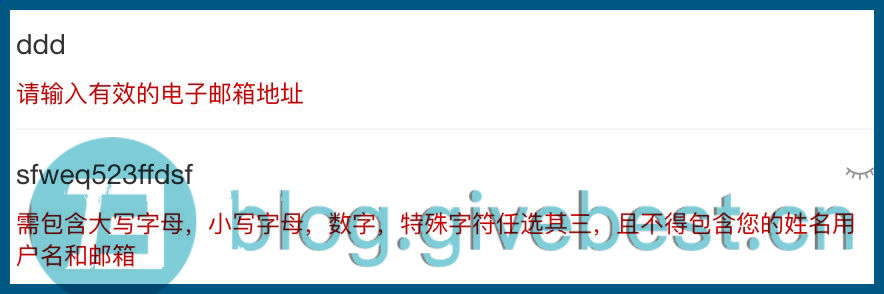 ddd
请输入有效的电子邮箱地址
sfweq523ffdsf
需包含大写字母，小写字母，数字，特殊字符任选其三，且不得包含您的姓名用
户名和邮箱
blog.givebest.cn